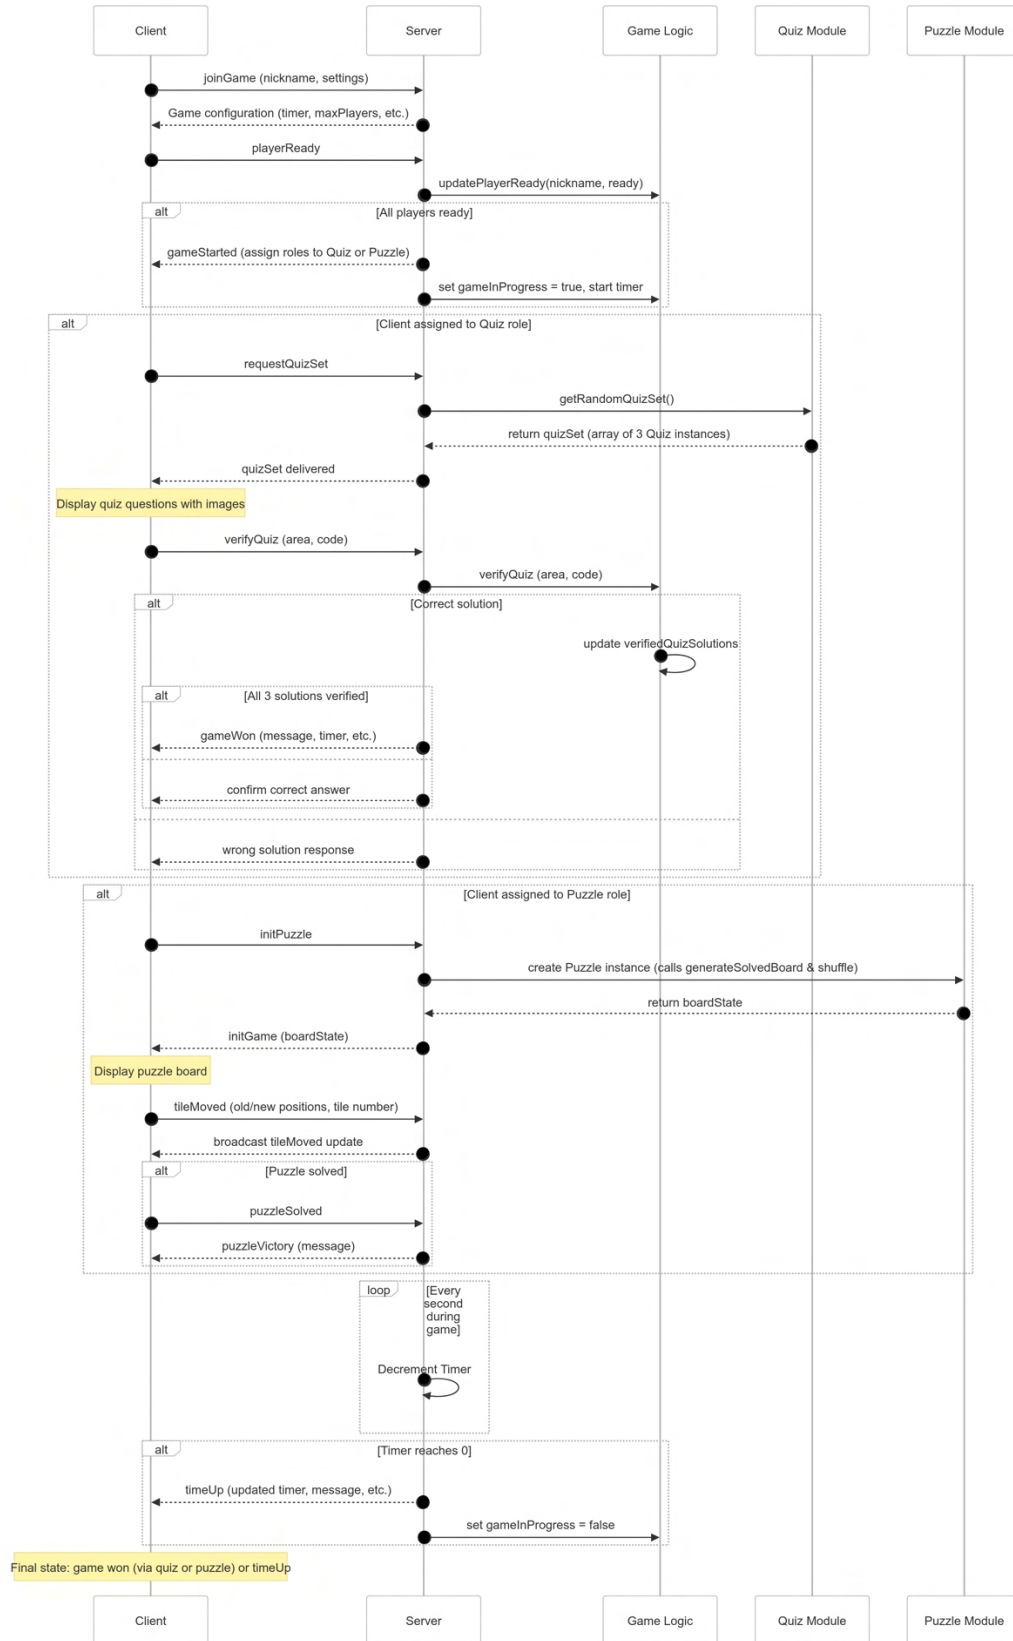 Client
Server
Game Logic
Quiz Module
Puzzle Module
joinGame (nickname, settings)
Game configuration (timer, maxPlayers, etc.)
playerReady
updatePlayerReady(nickname, ready)
alt
[All players ready]
gameStarted (assign roles to Quiz or Puzzle)
set gameInProgress = true, start timer
alt
[Client assigned to Quiz role]
requestQuizSet
getRandomQuizSet()
return quizSet (array of 3 Quiz instances)
quizSet delivered
Display quiz questions with images
verifyQuiz (area, code)
verifyQuiz (area, code)
alt
[Correct solution]
update verifiedQuizSolutions
alt
[All 3 solutions verified]
gameWon (message, timer, etc.)
confirm correct answer
wrong solution response
alt
[Client assigned to Puzzle role]
initPuzzle
create Puzzle instance (calls generateSolvedBoard & shuffle)
return boardState
initGame (boardState)
Display puzzle board
tileMoved (old/new positions, tile number)
broadcast tileMoved update
alt
[Puzzle solved]
puzzleSolved
puzzleVictory (message)
loop
[Every
second
during
game]
Decrement Timer
alt
[Timer reaches 0]
timeUp (updated timer, message, etc.)
set gameInProgress = false
Final state: game won (via quiz or puzzle) or timeUp
Client
Server
Game Logic
Quiz Module
Puzzle Module